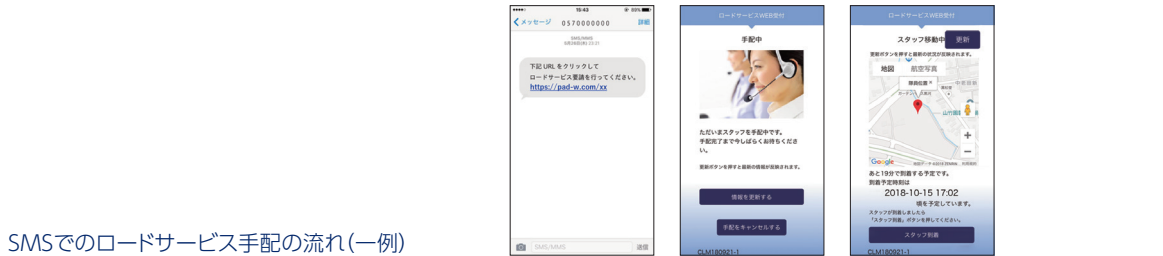 SMSでのロードサービス手配の流れ(一例)
15:43
89%
メッセージ
0570000000
詳細
SMS/MMS
下記 URL をクリックして
ロードサービス要請を行ってください。
https://pad-w.com/xx
SMS/MMS
送信
ロードサービスWEB受付
手配中
ただいまスタッフを手配中です。
手配完了まで今しばらくお待ちくださ
い。
更新ボタンを押すと最新の情報が反映されます。
情報を更新する
手配をキャンセルする
CLM180921-1
ロードサービスWEB受付
スタッフ移動中
更新
更新ボタンを押すと最新の状況が反映されます。
地図
航空写真
隊員位置
Google
あと19分で到着する予定です。
到着予定時刻は
2018-10-15 17:02
頃を予定しています。
スタッフが到着しましたら
「スタッフ到着」ボタンを押してください。
スタッフ到着
CLM180921-1